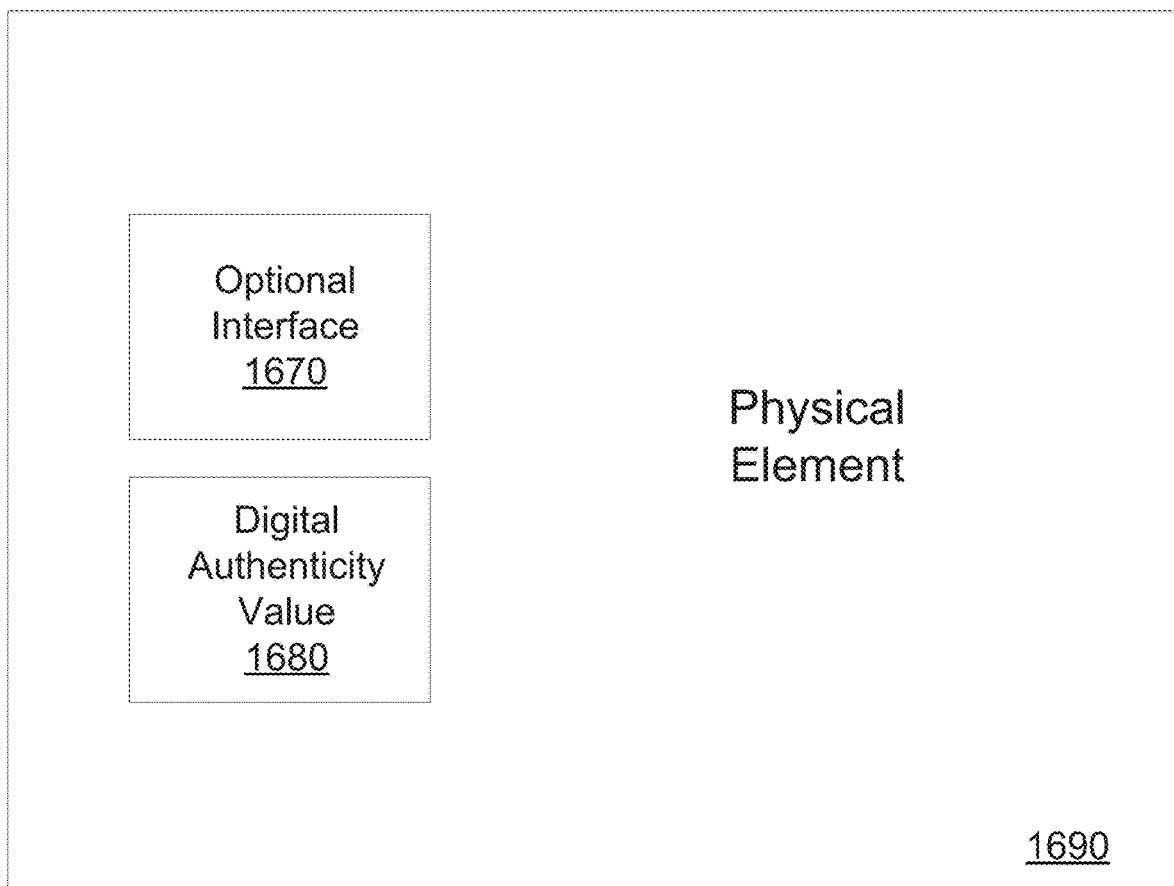 Optional
Interface
1670
Physical
Element
Digital
Authenticity
Value
1680
1690